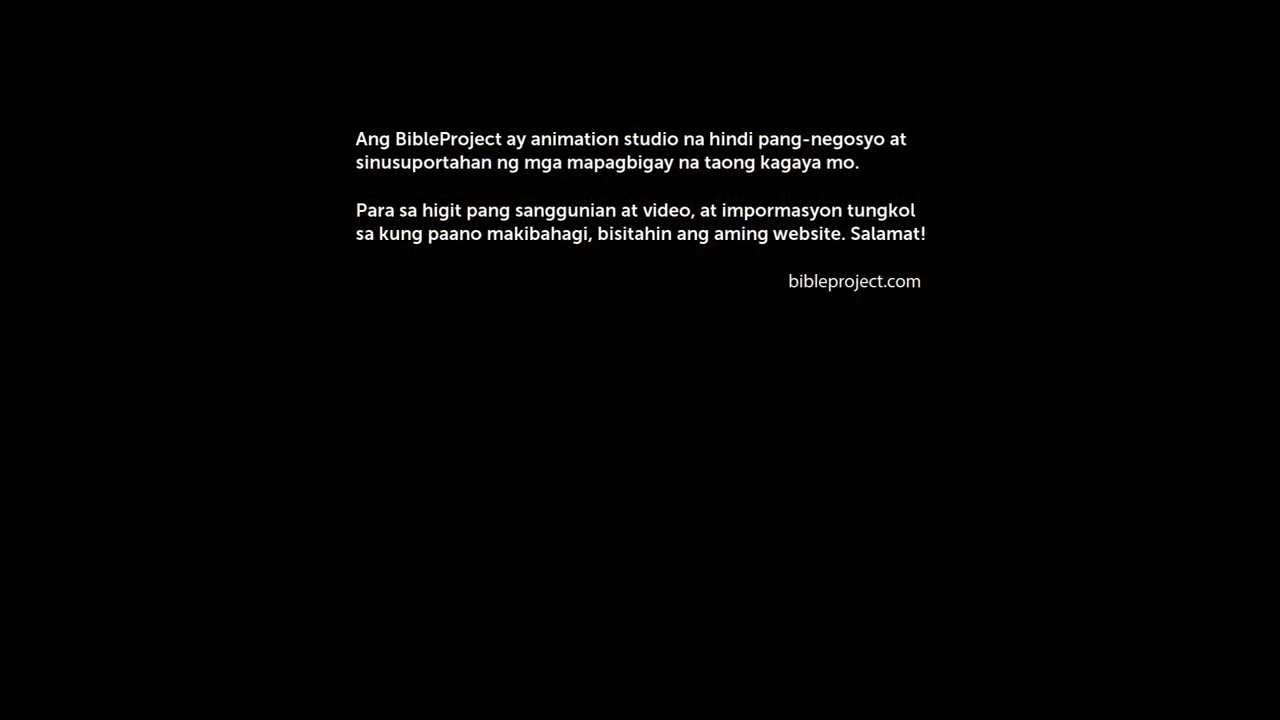 Ang BibleProject ay animation studio na hindi pang-negosyo at
sinusuportahan ng mga mapagbigay na taong kagaya mo.
Para sa higit pang sanggunian at video, at impormasyon tungkol
sa kung paano makibahagi, bisitahin ang aming website. Salamat!
bibleproject.com